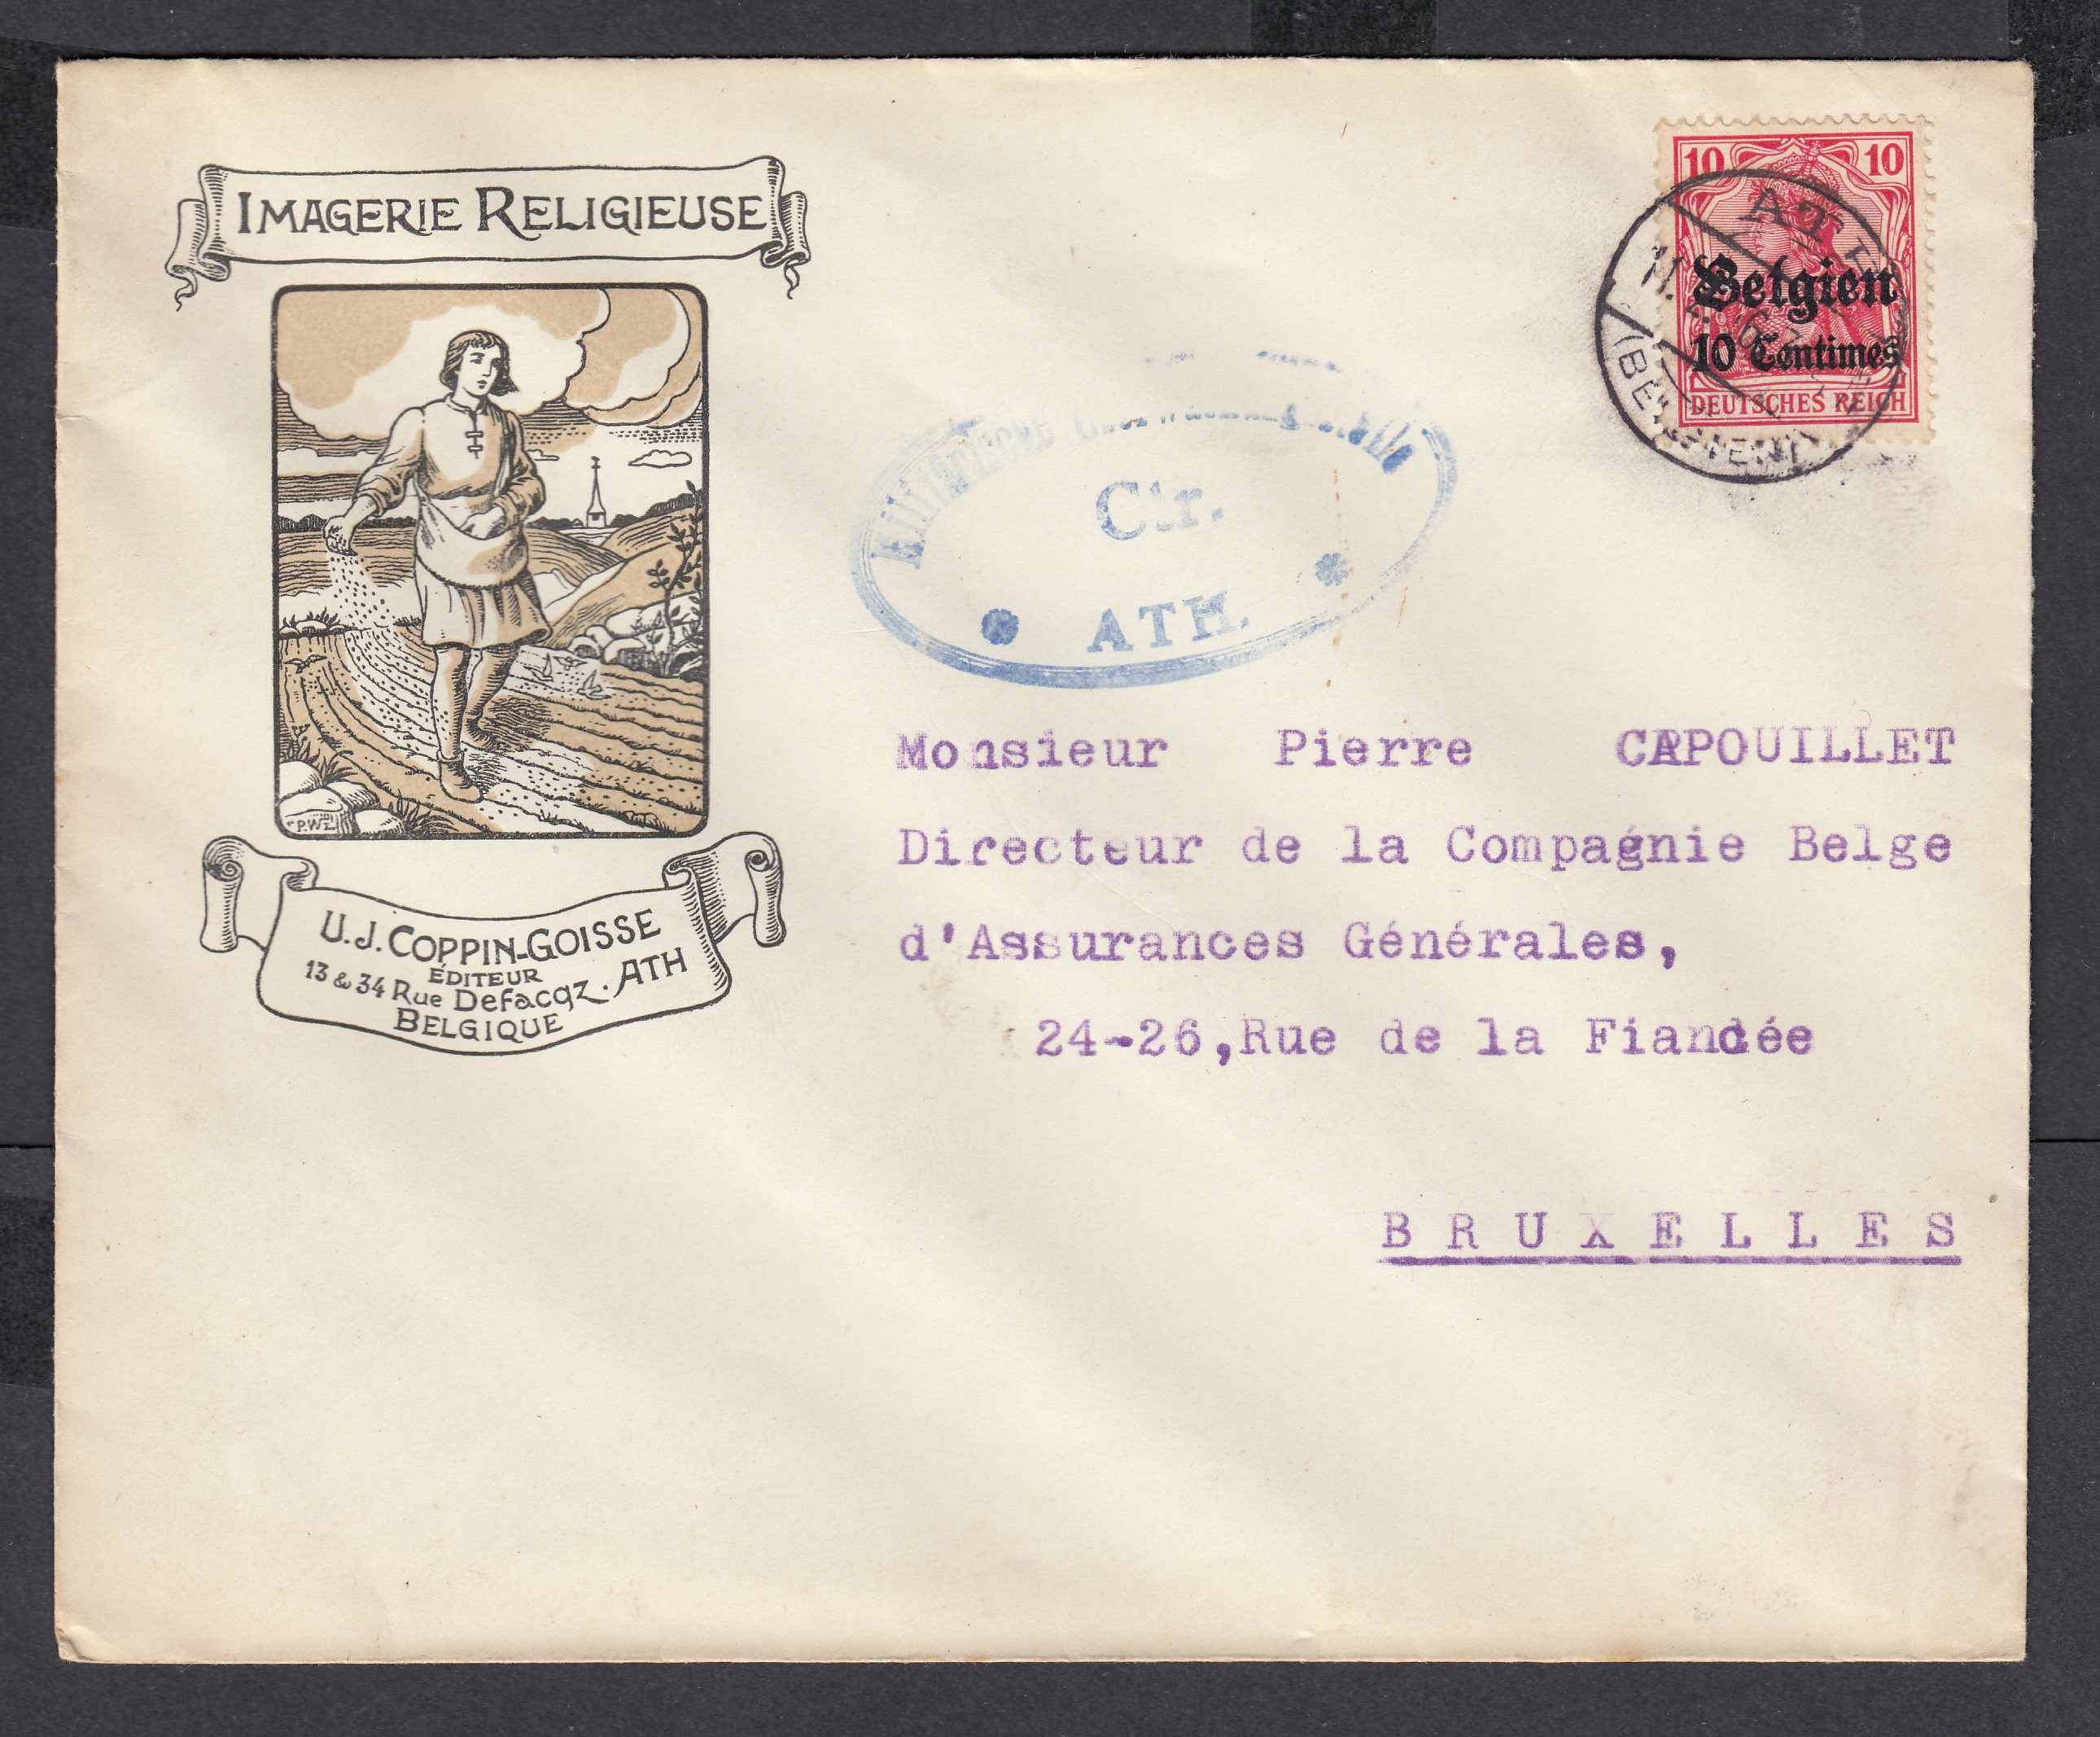 IMAGERIE RELIGIEUSE
P.W.
U.J. COPPIN-GOISSE
ÉDITEUR
13 & 34 Rue Defacqz. ATH
BELGIQUE
10 10
Belgien
10 Centimes
DEUTSCHES REICH
ATH
Ctr.
ATH.
Monsieur Pierre CAPOUILLET
Directeur de la Compagnie Belge
d'Assurances Générales,
24-26,Rue de la Fiancée
BRUXELLES